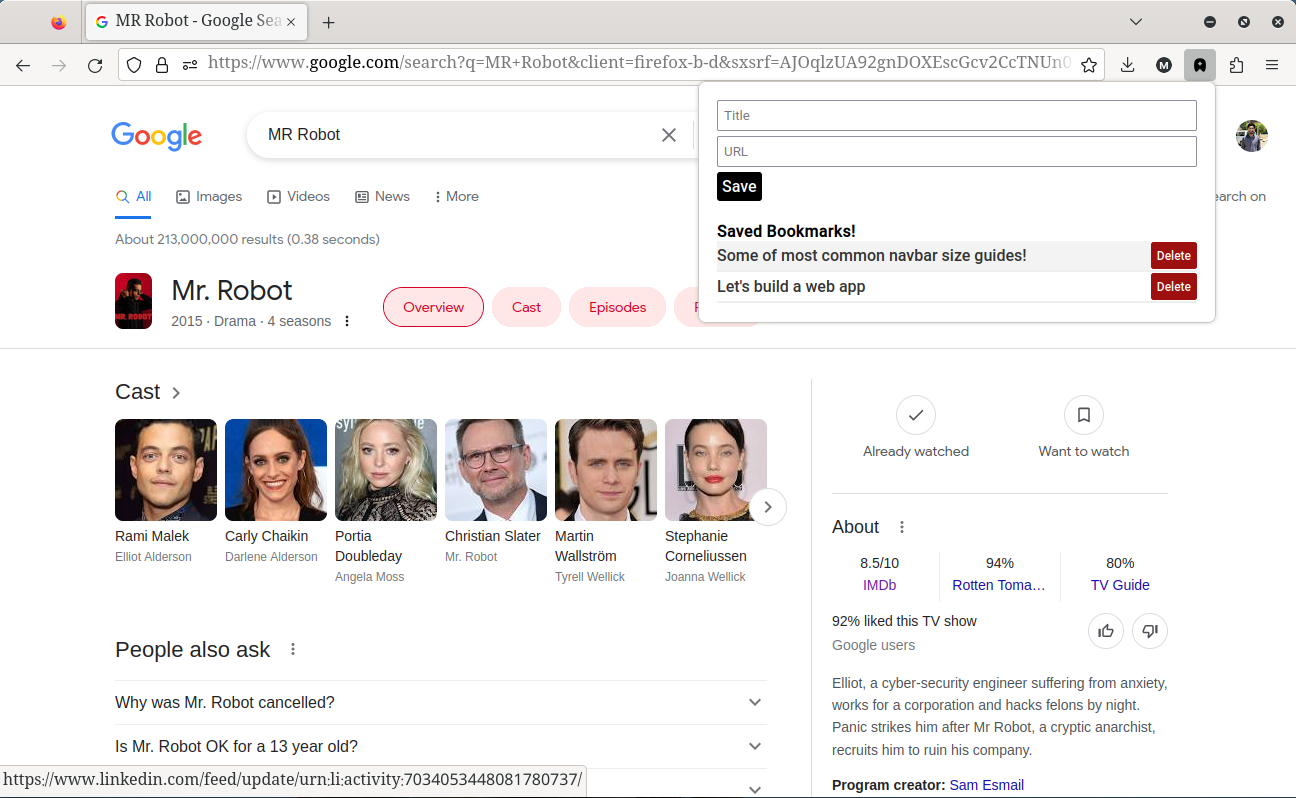 MR Robot - Google Sea
https://www.google.com/search?q=MR+Robot&client=firefox-b-d&sxsrf=AJOqlzUA92gnDOXEscGcv2CcTNUn0
M
Title
URL
Save
Saved Bookmarks!
Some of most common navbar size guides!
Delete
Let's build a web app
Delete
Google
MR Robot
All
Images
Videos
News
More
earch on
About 213,000,000 results (0.38 seconds)
MR. ROBOT
Mr. Robot
2015 · Drama · 4 seasons
Overview
Cast
Episodes
Cast
Rami Malek
Elliot Alderson
Carly Chaikin
Darlene Alderson
Portia
Doubleday
Angela Moss
Christian Slater
Mr. Robot
Martin
Wallström
Tyrell Wellick
Stephanie
Corneliussen
Joanna Wellick
Already watched
Want to watch
About
8.5/10
IMDb
94%
Rotten Toma…
80%
TV Guide
92% liked this TV show
Google users
Elliot, a cyber-security engineer suffering from anxiety,
works for a corporation and hacks felons by night.
Panic strikes him after Mr Robot, a cryptic anarchist,
recruits him to ruin his company.
Program creator: Sam Esmail
People also ask
Why was Mr. Robot cancelled?
Is Mr. Robot OK for a 13 year old?
https://www.linkedin.com/feed/update/urn:li:activity:7034053448081780737/